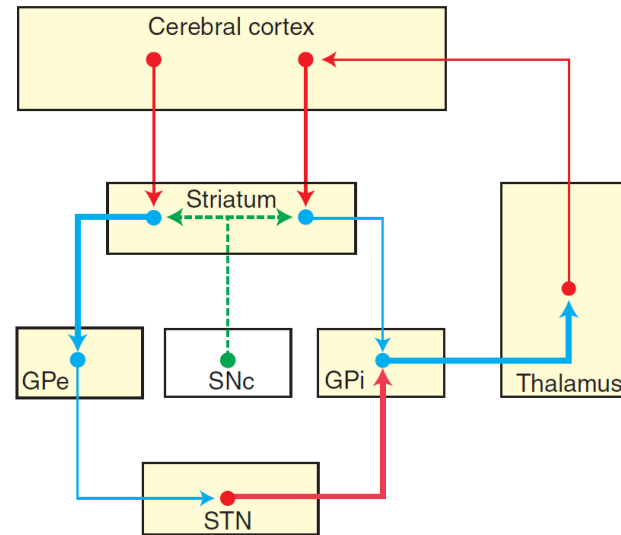 Cerebral cortex
Striatum
GPe
SNc
GPi
Thalamus
STN